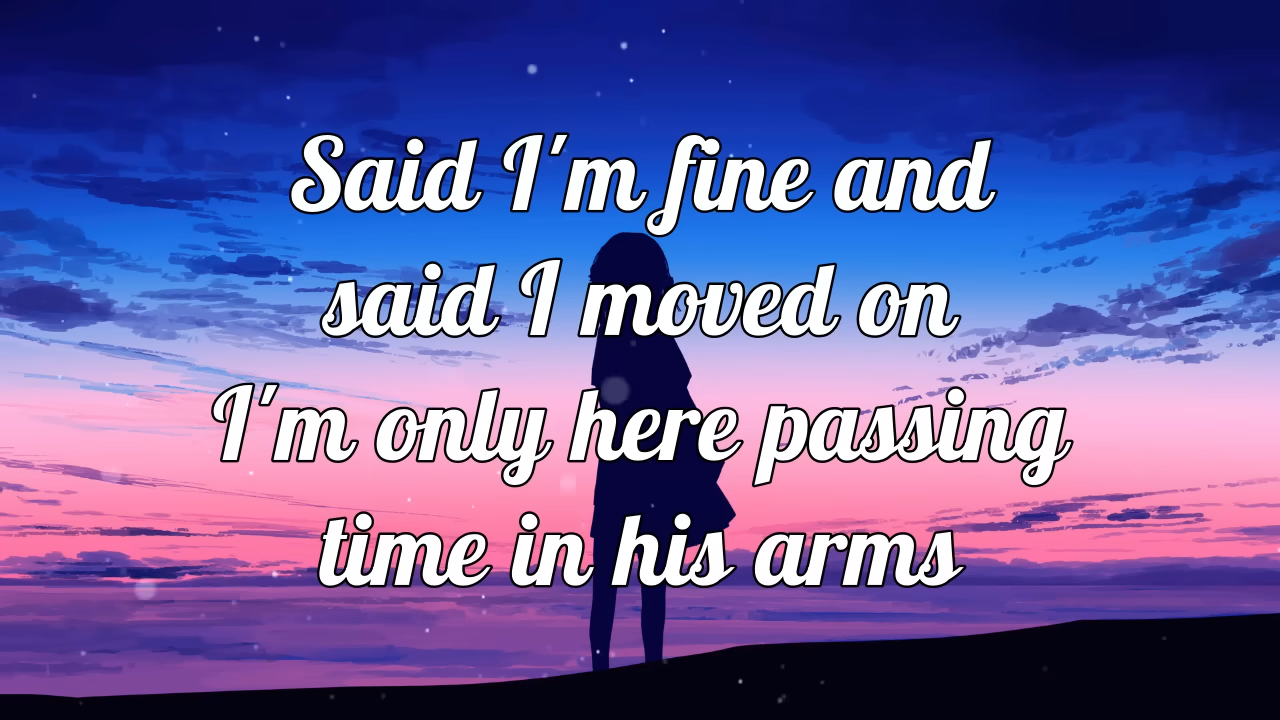 Said I'm fine and
said I moved on
I'm only here passing
time in his arms